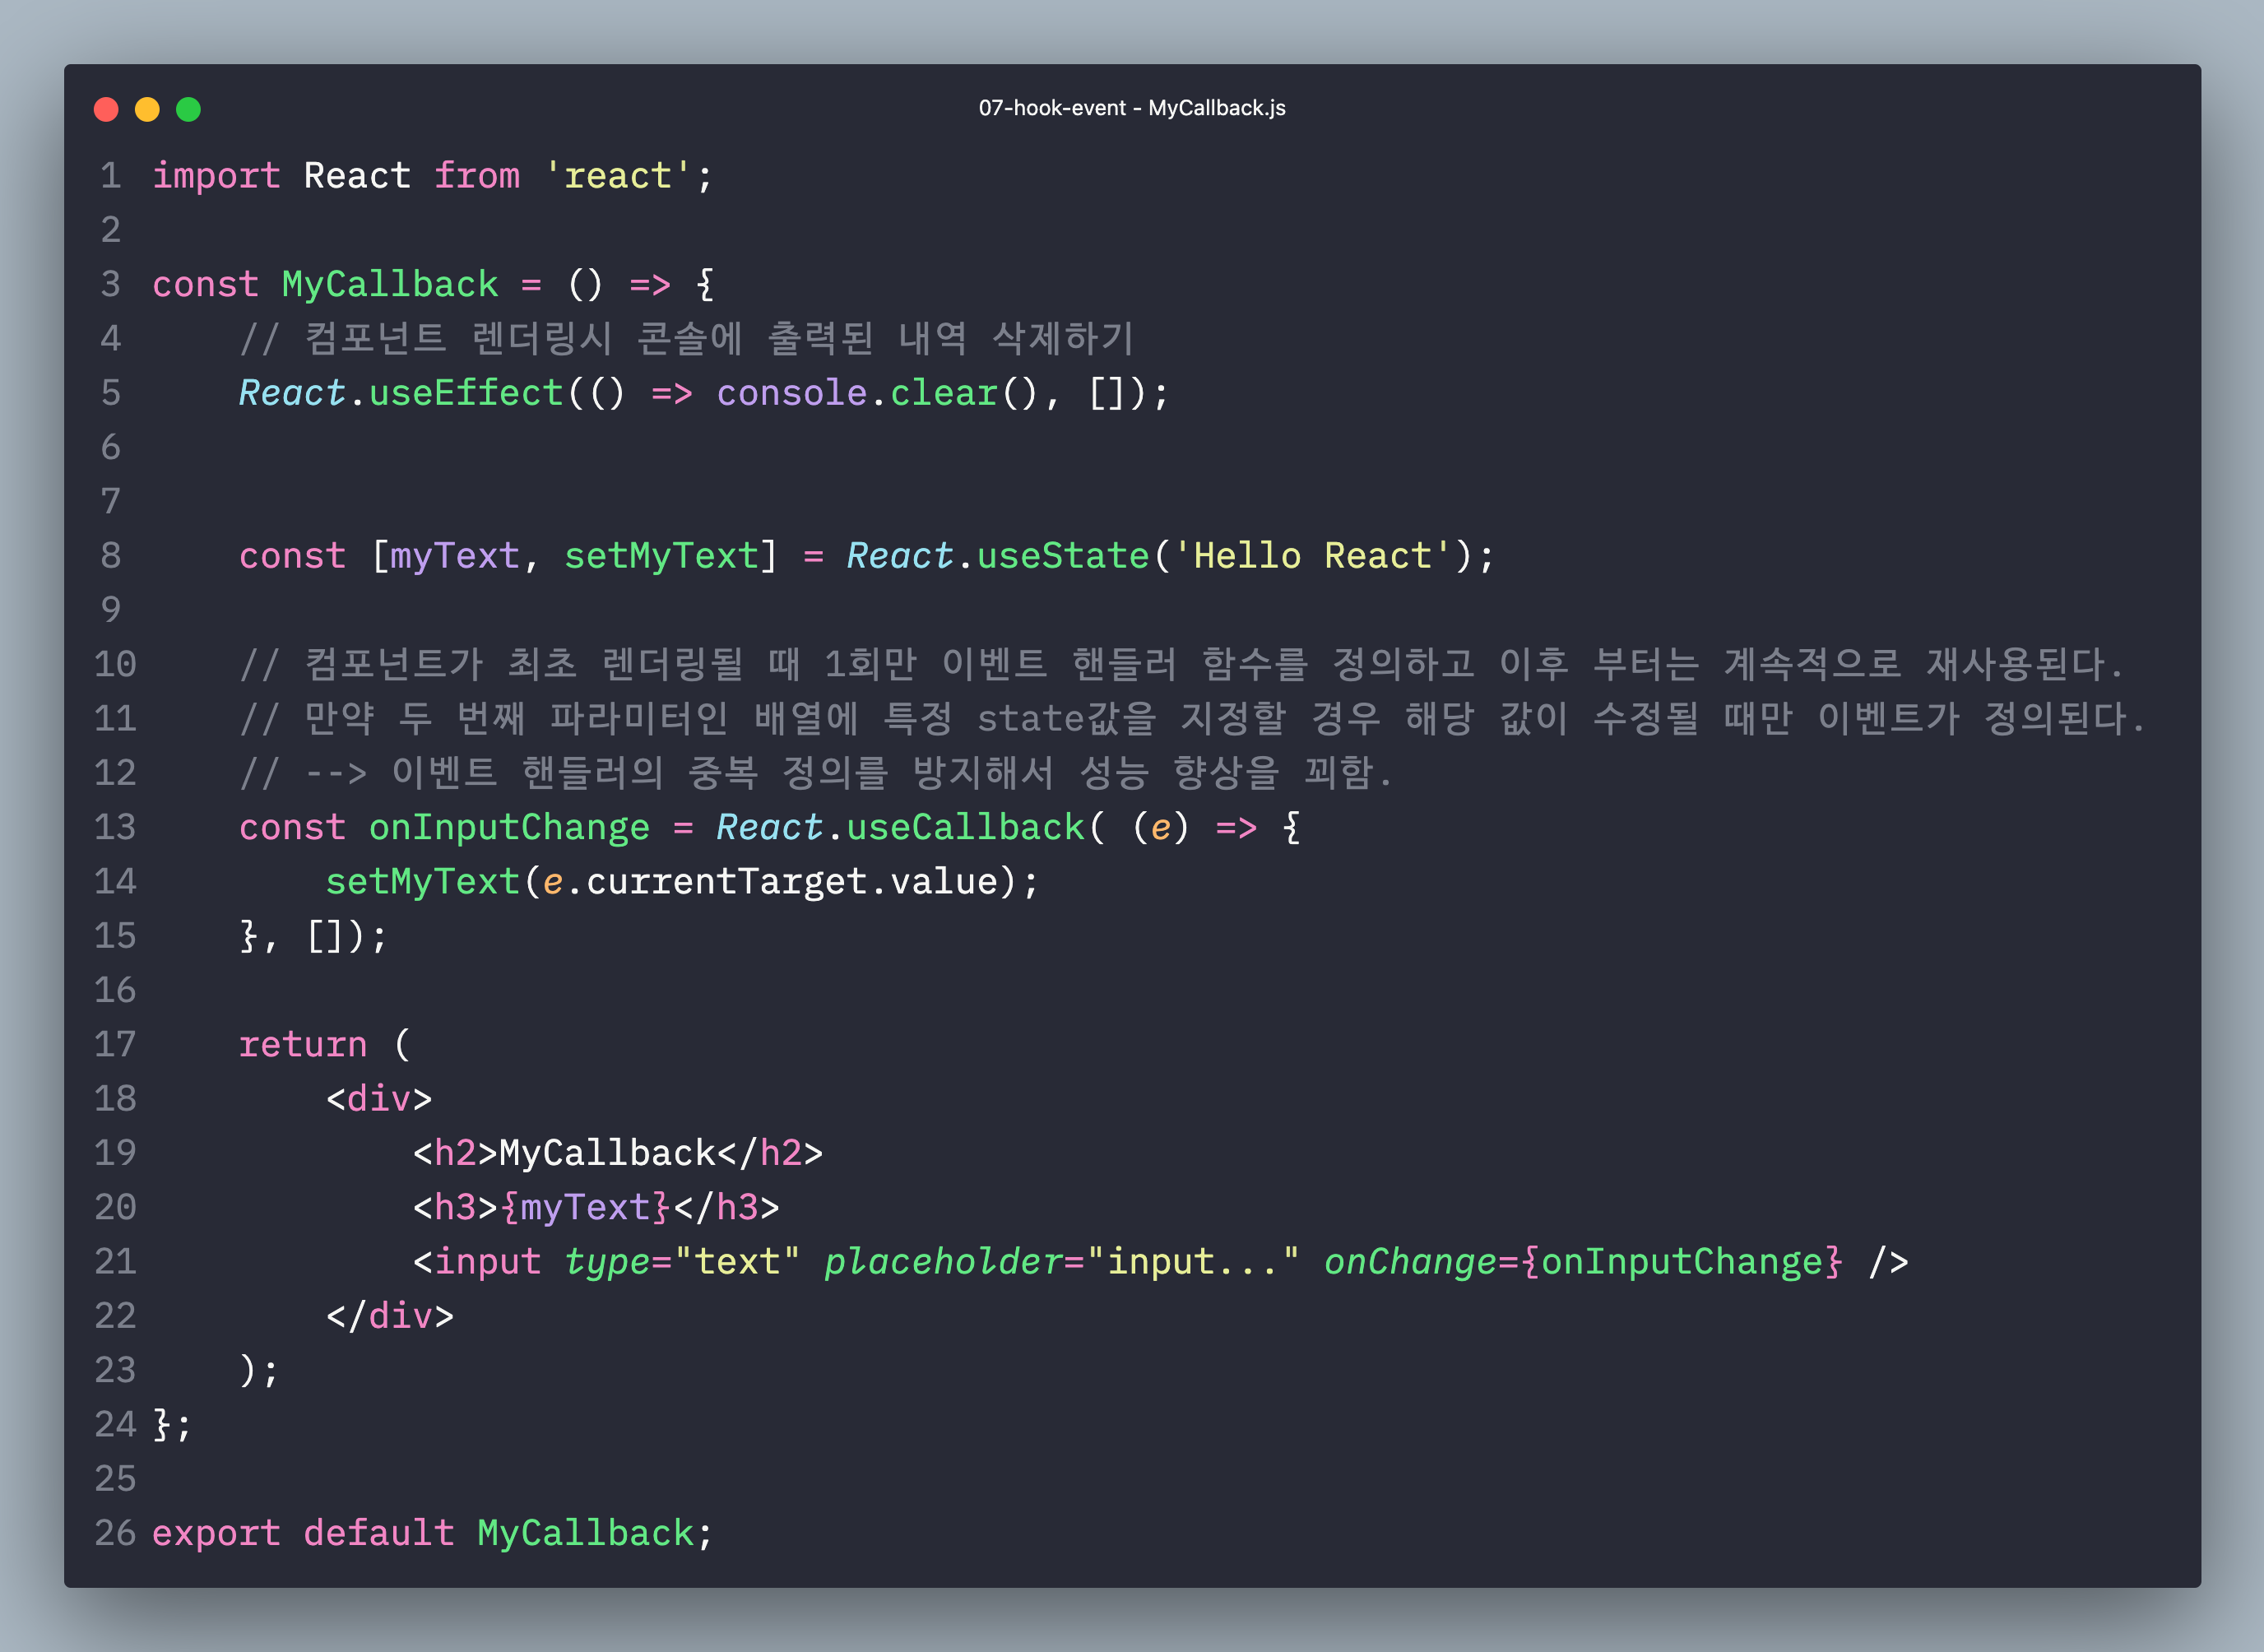 07-hook-event - MyCallback.js
1 import React from 'react';
2
3 const MyCallback = () => {
4     // 컴포넌트 렌더링시 콘솔에 출력된 내역 삭제하기
5     React.useEffect(() => console.clear(), []);
6
7
8     const [myText, setMyText] = React.useState('Hello React');
9
10     // 컴포넌트가 최초 렌더링될 때 1회만 이벤트 핸들러 함수를 정의하고 이후 부터는 계속적으로 재사용된다.
11     // 만약 두 번째 파라미터인 배열에 특정 state값을 지정할 경우 해당 값이 수정될 때만 이벤트가 정의된다.
12     // --> 이벤트 핸들러의 중복 정의를 방지해서 성능 향상을 꾀함.
13     const onInputChange = React.useCallback( (e) => {
14         setMyText(e.currentTarget.value);
15     }, []);
16
17     return (
18         <div>
19             <h2>MyCallback</h2>
20             <h3>{myText}</h3>
21             <input type="text" placeholder="input..." onChange={onInputChange} />
22         </div>
23     );
24 };
25
26 export default MyCallback;